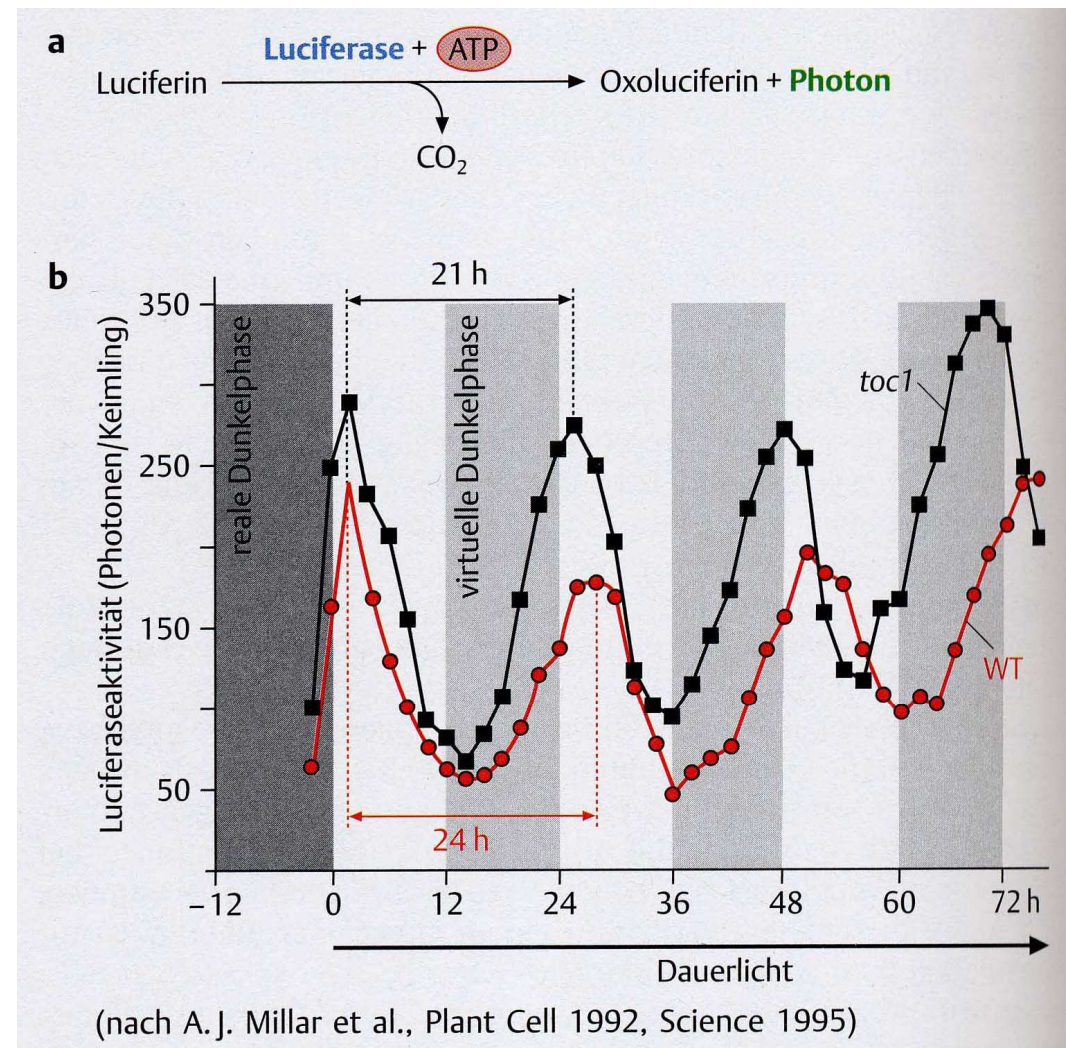 a
Luciferase + ATP
Luciferin
Oxoluciferin + Photon
CO₂
b
21 h
350
250
150
50
Luciferaseaktivität (Photonen/Keimling)
reale Dunkelphase
virtuelle Dunkelphase
toc1
WT
24 h
−12 0 12 24 36 48 60 72 h
Dauerlicht
(nach A. J. Millar et al., Plant Cell 1992, Science 1995)